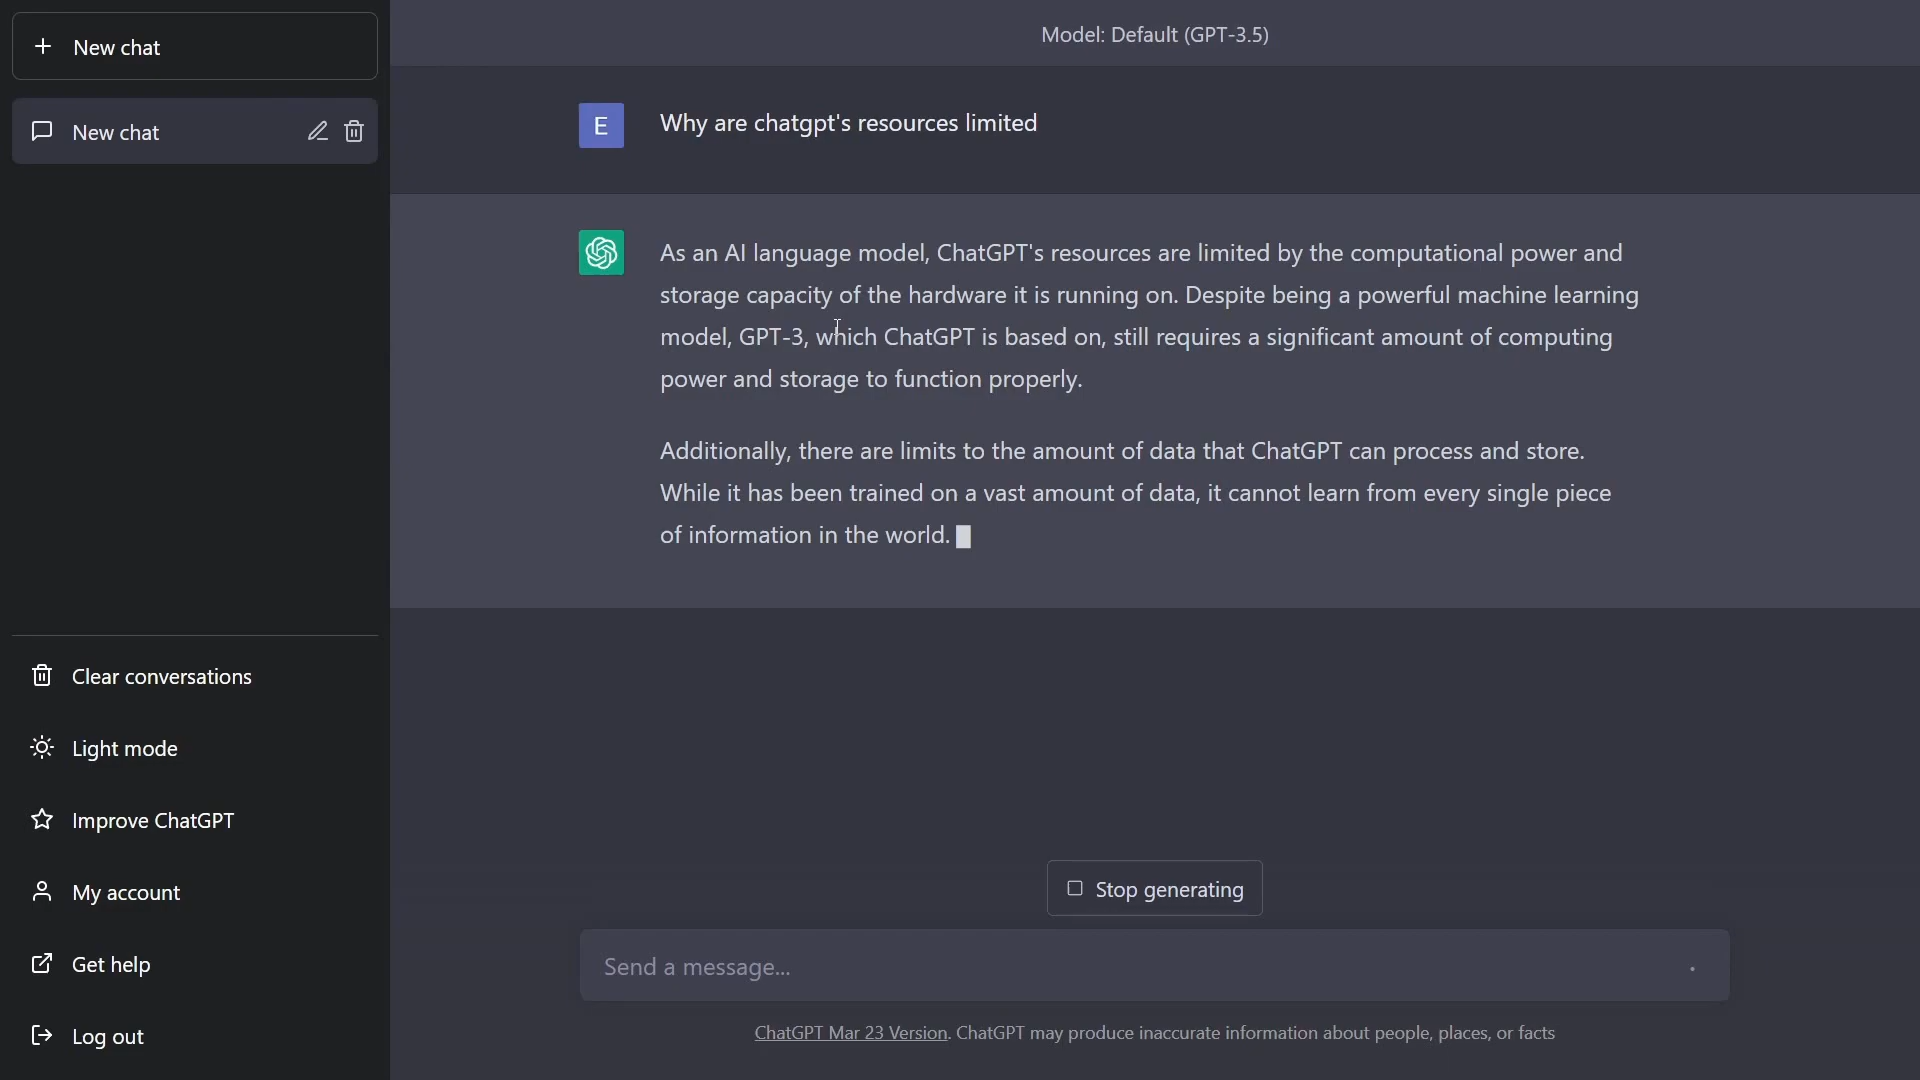 New chat
New chat
Clear conversations
Light mode
Improve ChatGPT
My account
Get help
Log out
Model: Default (GPT-3.5)
E
Why are chatgpt's resources limited
As an AI language model, ChatGPT's resources are limited by the computational power and
storage capacity of the hardware it is running on. Despite being a powerful machine learning
model, GPT-3, which ChatGPT is based on, still requires a significant amount of computing
power and storage to function properly.
Additionally, there are limits to the amount of data that ChatGPT can process and store.
While it has been trained on a vast amount of data, it cannot learn from every single piece
of information in the world.
Stop generating
Send a message...
ChatGPT Mar 23 Version. ChatGPT may produce inaccurate information about people, places, or facts